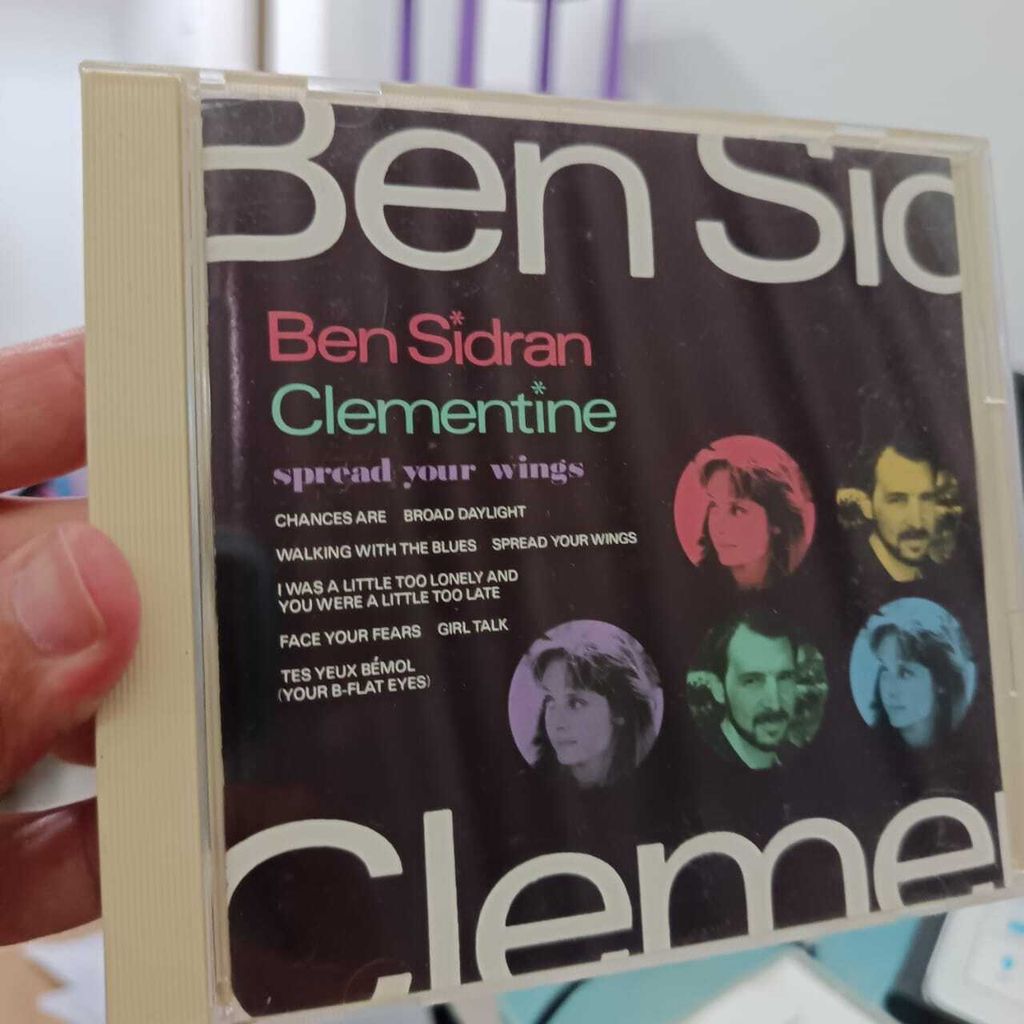 Ben Sid
Ben Sidran
Clementine
spread your wings
CHANCES ARE BROAD DAYLIGHT
WALKING WITH THE BLUES SPREAD YOUR WINGS
I WAS A LITTLE TOO LONELY AND
YOU WERE A LITTLE TOO LATE
FACE YOUR FEARS GIRL TALK
TES YEUX BÉMOL
(YOUR B-FLAT EYES)
Cleme